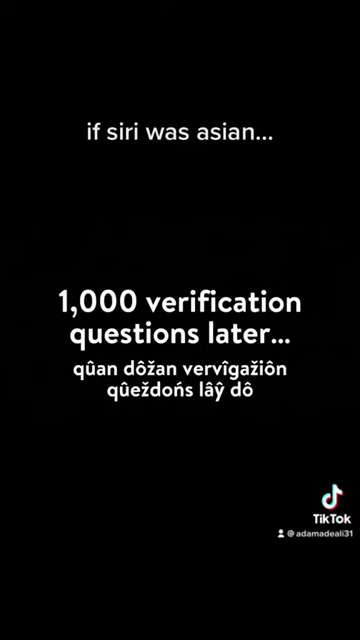 if siri was asian...
1,000 verification
questions later...
qûan dôžan vervîgažiôn
qûeždońs lâŷ dô
TikTok
@adamadeali31